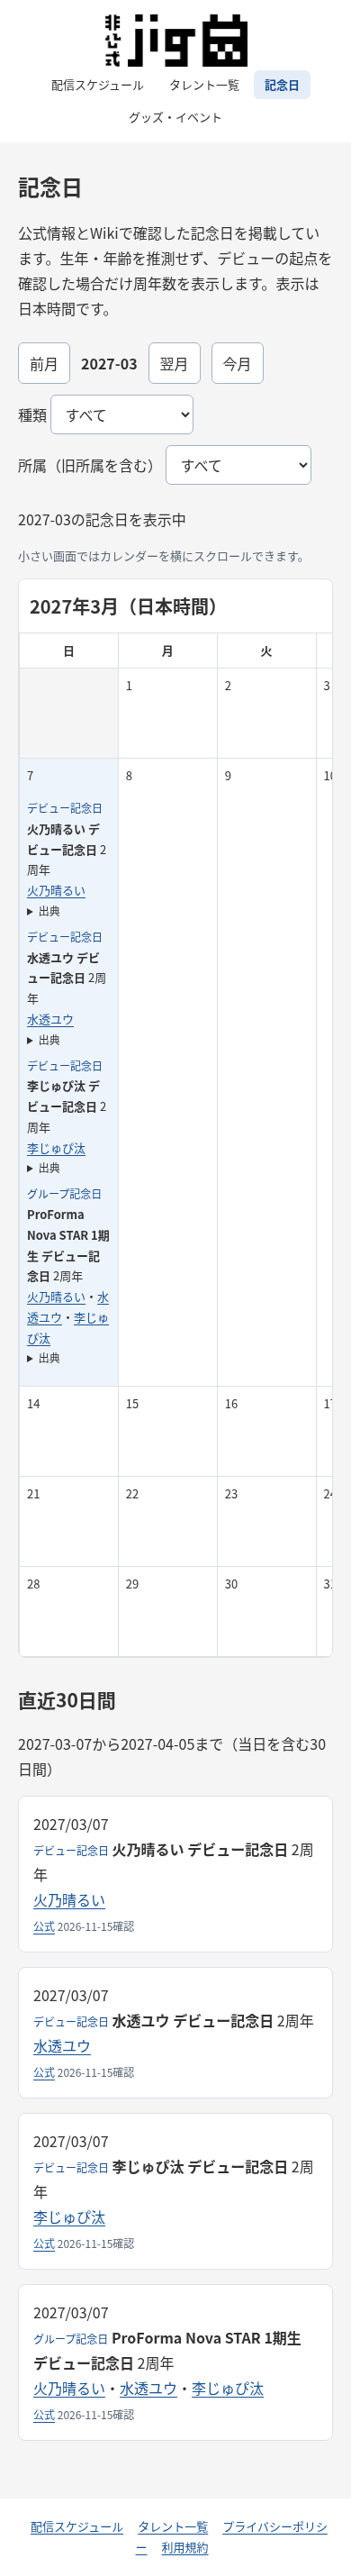 非公式 jig
配信スケジュール タレント一覧 記念日
グッズ・イベント
記念日
公式情報とWikiで確認した記念日を掲載してい
ます。生年・年齢を推測せず、デビューの起点を
確認した場合だけ周年数を表示します。表示は
日本時間です。
前月 2027-03 翌月 今月
種類 すべて
所属（旧所属を含む） すべて
2027-03の記念日を表示中
小さい画面ではカレンダーを横にスクロールできます。
2027年3月（日本時間）
日 月 火
1 2 3
7 8 9 10
デビュー記念日
火乃晴るい デ
ビュー記念日 2
周年
火乃晴るい
▶ 出典
デビュー記念日
水透ユウ デビ
ュー記念日 2周
年
水透ユウ
▶ 出典
デビュー記念日
李じゅぴ汰 デ
ビュー記念日 2
周年
李じゅぴ汰
▶ 出典
グループ記念日
ProForma
Nova STAR 1期
生 デビュー記
念日 2周年
火乃晴るい・水
透ユウ・李じゅ
ぴ汰
▶ 出典
14 15 16 17
21 22 23 24
28 29 30 31
直近30日間
2027-03-07から2027-04-05まで（当日を含む30
日間）
2027/03/07
デビュー記念日 火乃晴るい デビュー記念日 2周
年
火乃晴るい
公式 2026-11-15確認
2027/03/07
デビュー記念日 水透ユウ デビュー記念日 2周年
水透ユウ
公式 2026-11-15確認
2027/03/07
デビュー記念日 李じゅぴ汰 デビュー記念日 2周
年
李じゅぴ汰
公式 2026-11-15確認
2027/03/07
グループ記念日 ProForma Nova STAR 1期生
デビュー記念日 2周年
火乃晴るい・水透ユウ・李じゅぴ汰
公式 2026-11-15確認
配信スケジュール タレント一覧 プライバシーポリシ
ー 利用規約